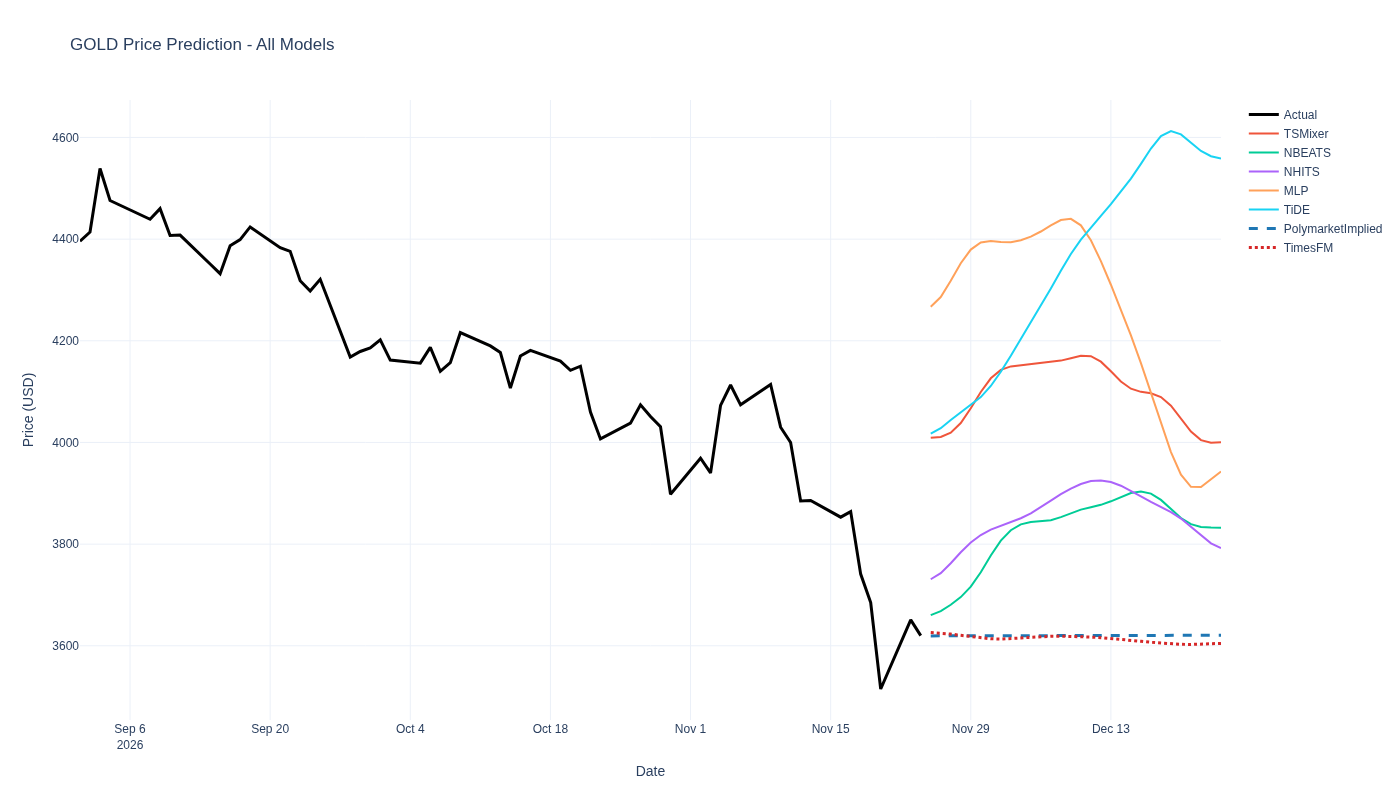 GOLD Price Prediction - All Models
Price (USD)
4600
4400
4200
4000
3800
3600
Sep 6
2026
Sep 20
Oct 4
Oct 18
Nov 1
Nov 15
Nov 29
Dec 13
Date
Actual
TSMixer
NBEATS
NHITS
MLP
TiDE
PolymarketImplied
TimesFM